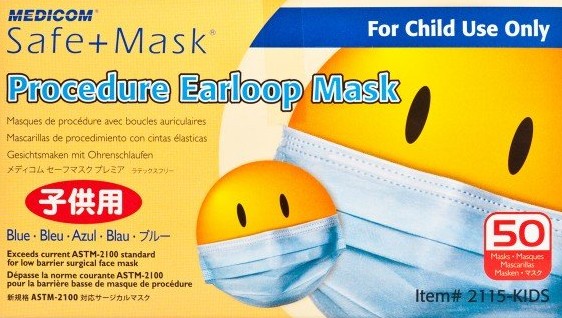 MEDICOM
Safe+Mask®
For Child Use Only
Procedure Earloop Mask
Masques de procédure avec boucles auriculaires
Mascarillas de procedimiento con cintas élasticas
Gesichtsmaken mit Ohrenschlaufen
メディコム セーフマスク プレミア ラテックスフリー
子供用
Blue · Bleu · Azul · Blau · ブルー
Exceeds current ASTM-2100 standard
for low barrier surgical face mask
Dépasse la norme courante ASTM-2100
pour la barrière basse de masque de procédure
新規格 ASTM-2100 対応サージカルマスク
50
Masks · Masques
Mascarillas
Masken · マスク
Item# 2115-KIDS